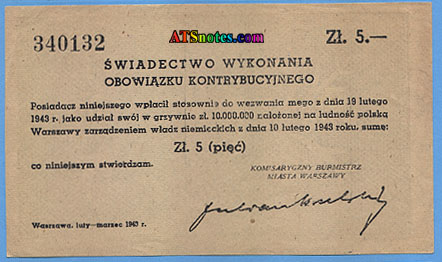 ATSnotes.com
340132
Zł. 5.—
ŚWIADECTWO WYKONANIA
OBOWIĄZKU KONTRYBUCYJNEGO
Posiadacz niniejszego wpłacił stosownie do wezwania mego z dnia 19 lutego
1943 r. jako udział swój w grzywnie zł. 10.000.000 nałożonej na ludność polską
Warszawy zarządzeniem władz niemieckich z dnia 10 lutego 1943 roku, sumę:
Zł. 5 (pięć)
co niniejszym stwierdzam.
KOMISARYCZNY BURMISTRZ
MIASTA WARSZAWY
Warszawa, luty—marzec 1943 r.